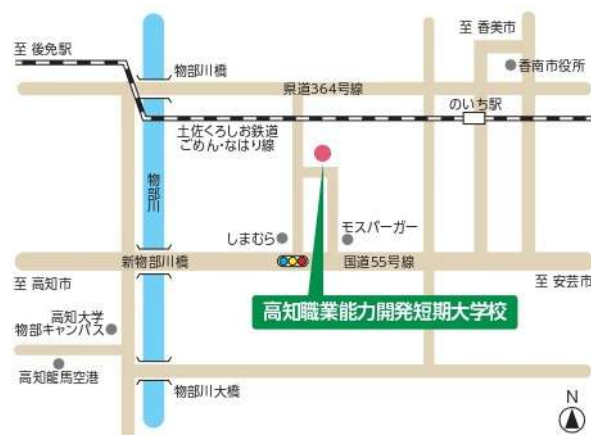 至 香美市
至 後免駅
物部川橋
香南市役所
県道364号線
のいち駅
土佐くろしお鉄道
ごめん・なはり線
物部川
しまむら
モスバーガー
新物部川橋
国道55号線
至 高知市
至 安芸市
高知職業能力開発短期大学校
高知大学
物部キャンパス
高知龍馬空港
物部川大橋
N